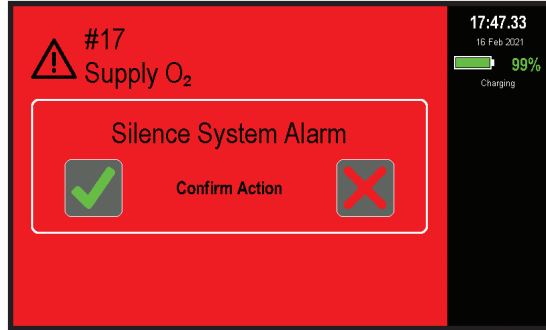 #17
Supply O₂
Silence System Alarm
Confirm Action
17:47.33
16 Feb 2021
99%
Charging